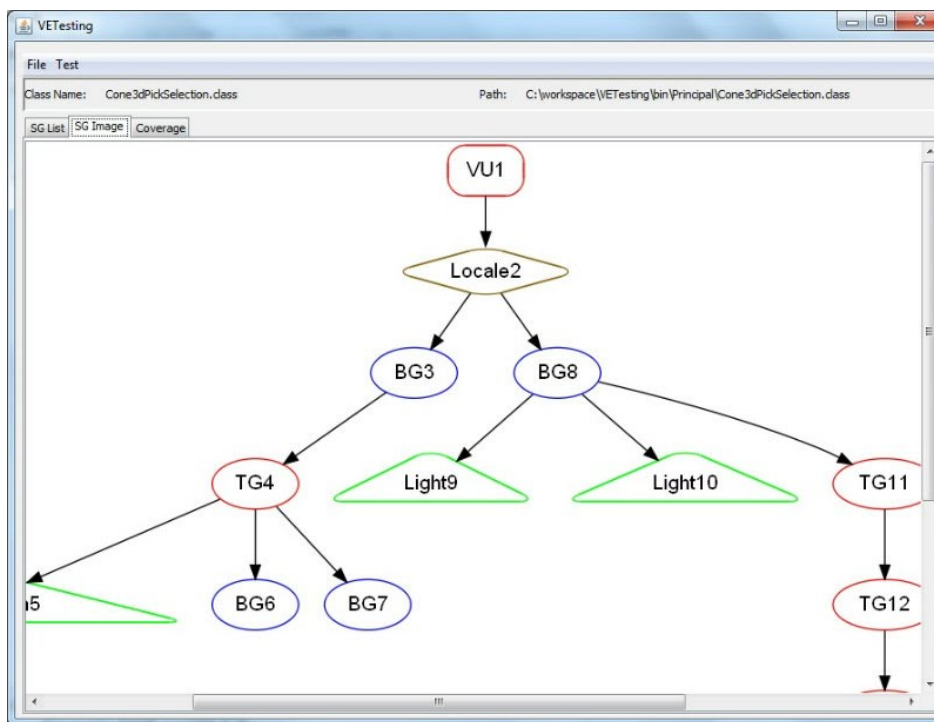 VETesting
File Test
Class Name: Cone3dPickSelection.class Path: C:\workspace\VETesting\bin\Principal\Cone3dPickSelection.class
SG List SG Image Coverage
VU1
Locale2
BG3 BG8
TG4 Light9 Light10 TG11
BG6 BG7 TG12